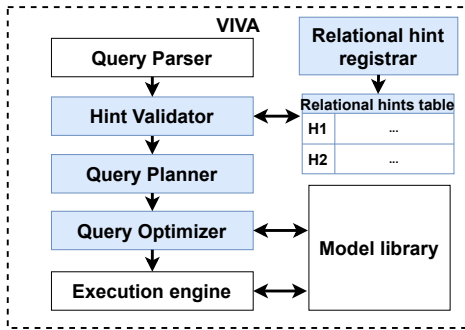 VIVA
Query Parser
Hint Validator
Query Planner
Query Optimizer
Execution engine
Relational hint
registrar
Relational hints table
H1 ...
H2 ...
Model library